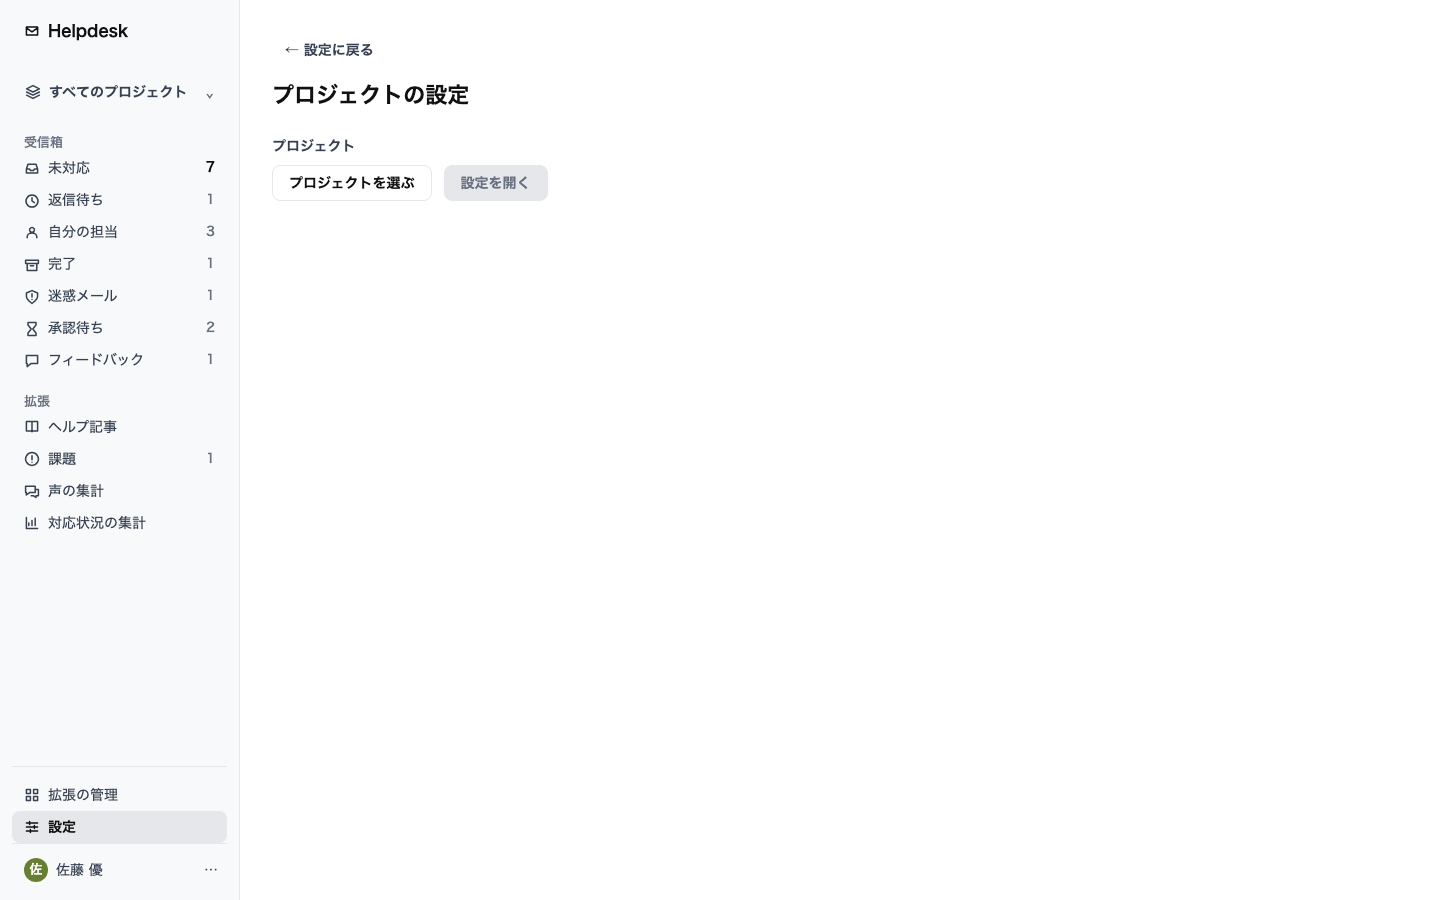 Helpdesk
すべてのプロジェクト
受信箱
未対応 7
返信待ち 1
自分の担当 3
完了 1
迷惑メール 1
承認待ち 2
フィードバック 1
拡張
ヘルプ記事
課題 1
声の集計
対応状況の集計
拡張の管理
設定
佐 佐藤 優 …
← 設定に戻る
プロジェクトの設定
プロジェクト
プロジェクトを選ぶ 設定を開く